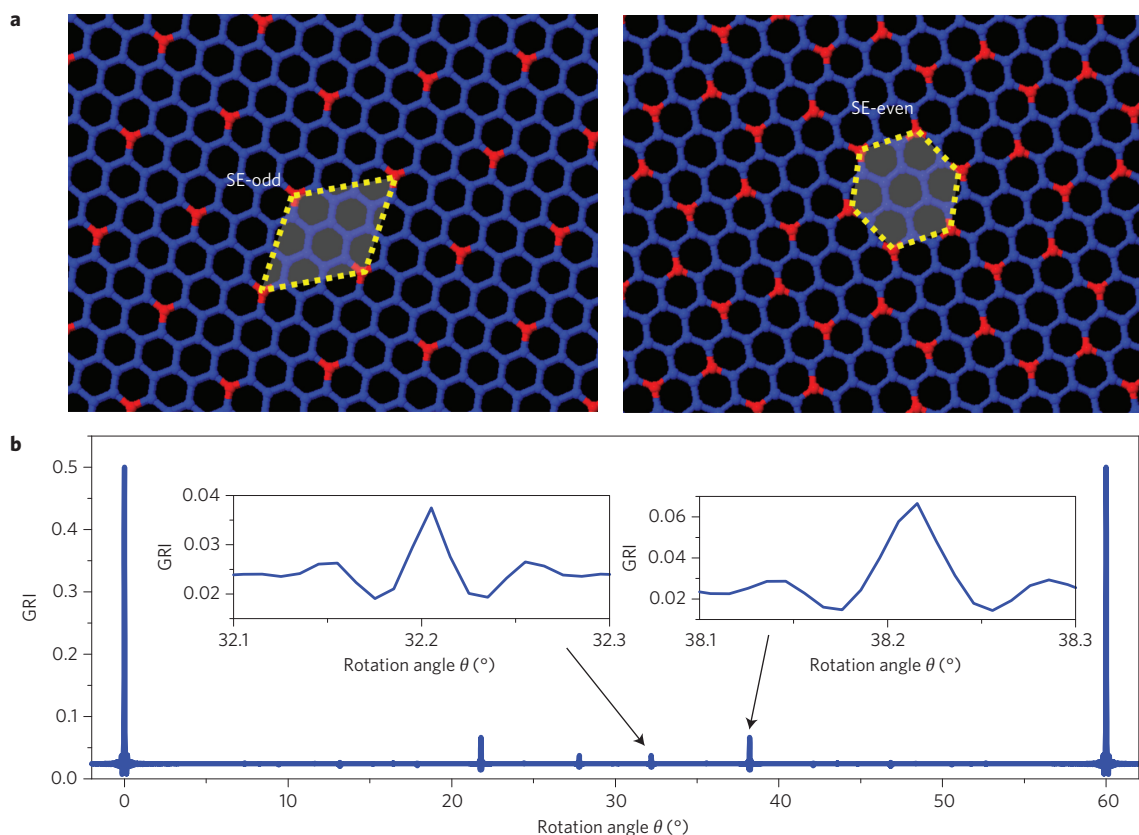 a
SE-odd
SE-even
b
0.5
0.4
0.3
0.2
0.1
0.0
GRI
0.04
0.03
0.02
GRI
32.1
32.2
32.3
Rotation angle θ (°)
0.06
0.04
0.02
GRI
38.1
38.2
38.3
Rotation angle θ (°)
0
10
20
30
40
50
60
Rotation angle θ (°)